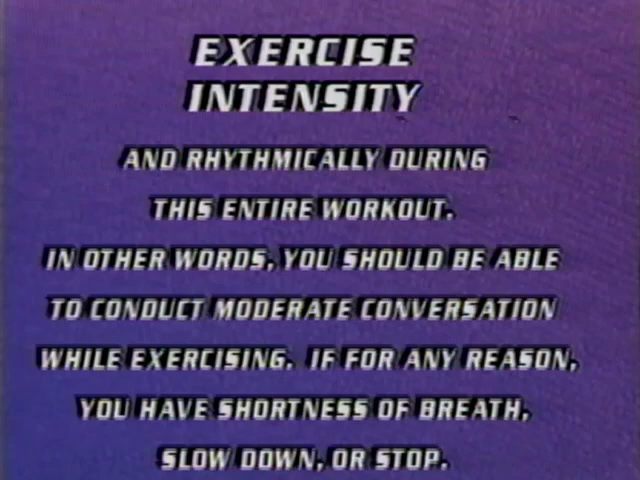 EXERCISE
INTENSITY
AND RHYTHMICALLY DURING
THIS ENTIRE WORKOUT.
IN OTHER WORDS, YOU SHOULD BE ABLE
TO CONDUCT MODERATE CONVERSATION
WHILE EXERCISING. IF FOR ANY REASON,
YOU HAVE SHORTNESS OF BREATH,
SLOW DOWN, OR STOP.